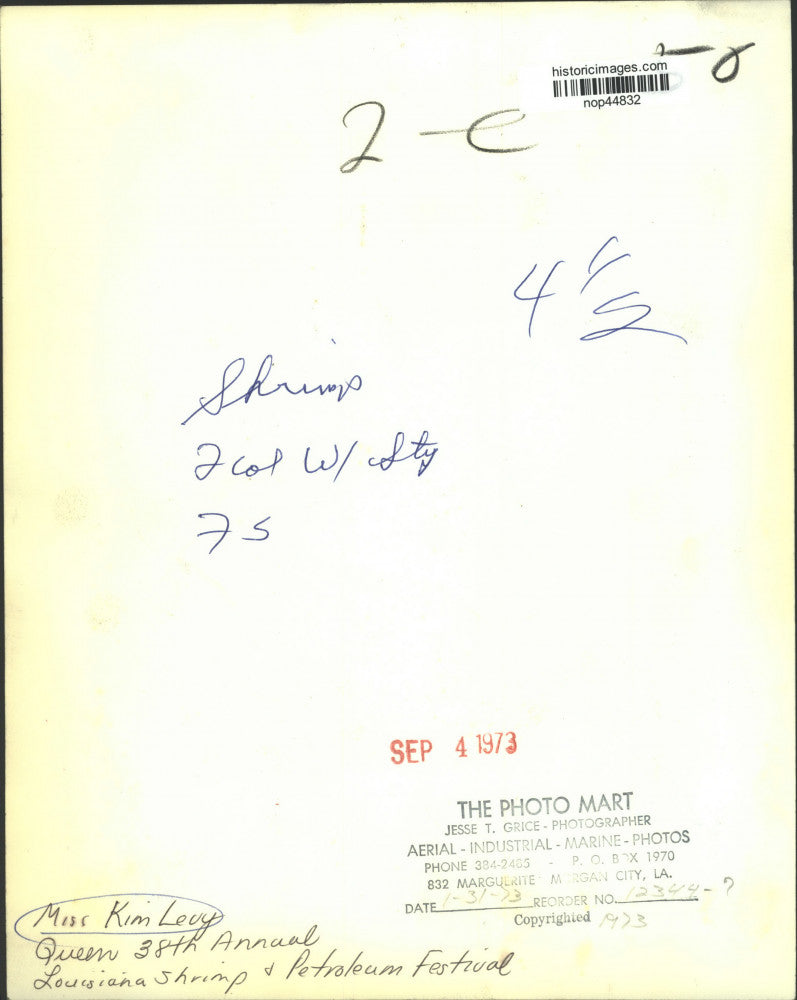 historicimages.com
nop44832
2-e
4 1/2
Shrimp
2 col W/ Sty
75
SEP 4 1973
THE PHOTO MART
JESSE T. GRICE - PHOTOGRAPHER
AERIAL - INDUSTRIAL - MARINE - PHOTOS
PHONE 384-2485 - P. O. BOX 1970
832 MARGUERITE MORGAN CITY, LA.
DATE 1-31-73 REORDER NO. 12344-7
Copyrighted 1973
Miss Kim Levy
Queen 38th Annual
Louisiana Shrimp & Petroleum Festival